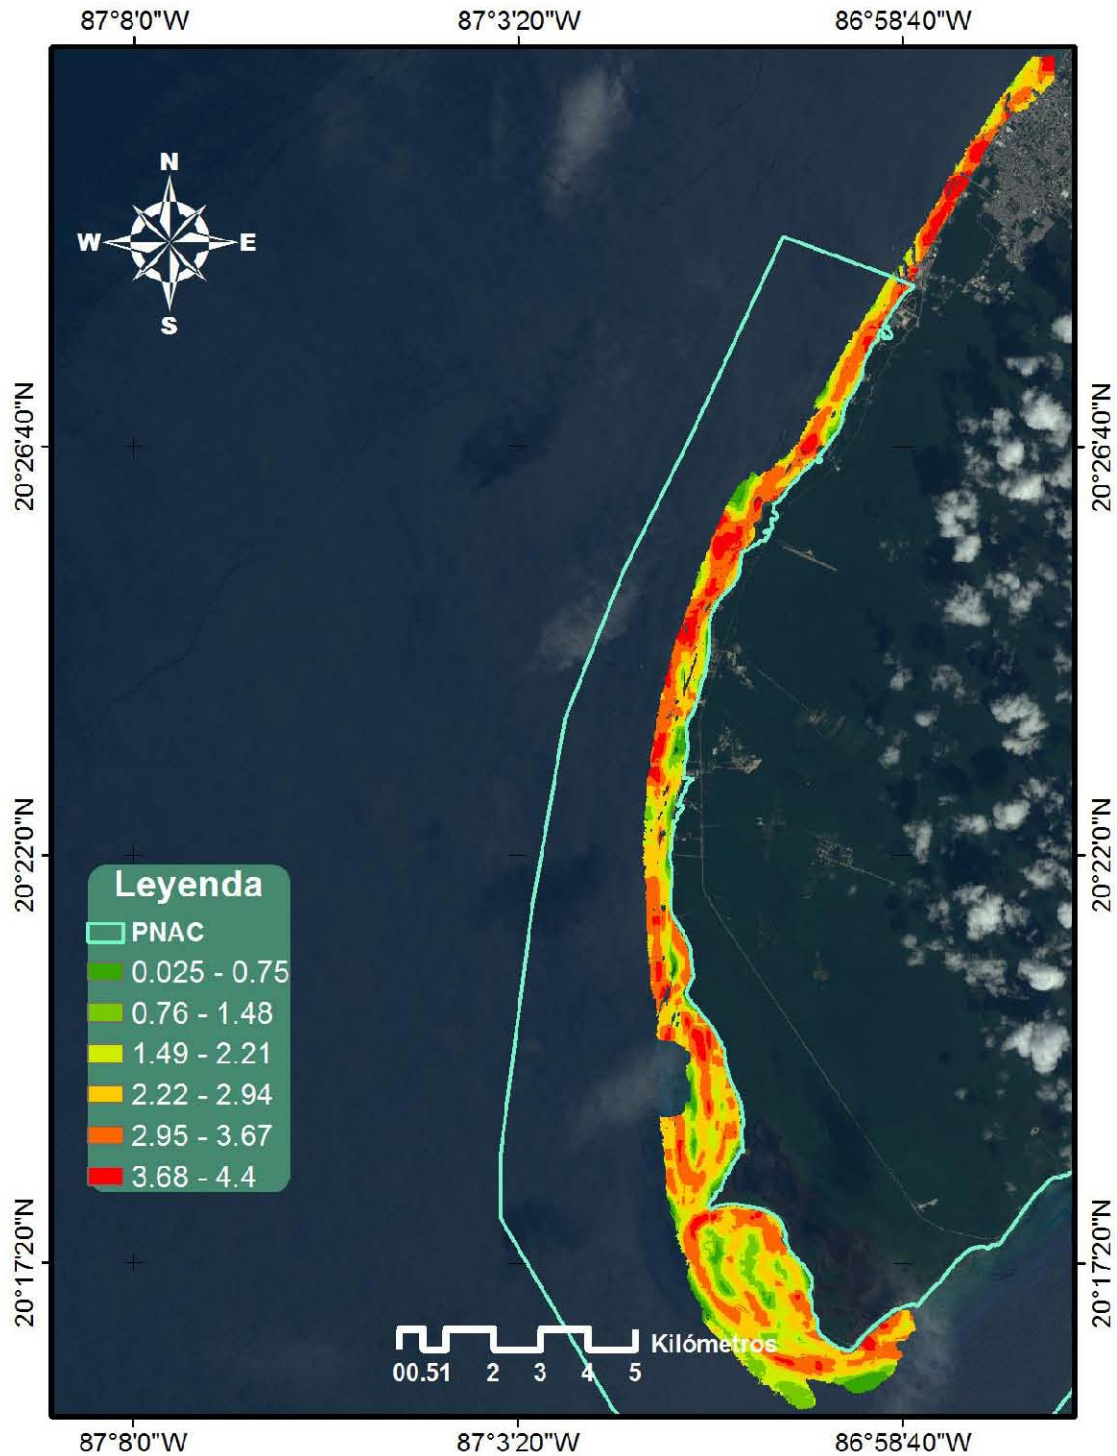 87°8'0"W 87°3'20"W 86°58'40"W
N
W E
S
20°26'40"N 20°26'40"N
20°22'0"N 20°22'0"N
Leyenda
PNAC
0.025 - 0.75
0.76 - 1.48
1.49 - 2.21
2.22 - 2.94
2.95 - 3.67
3.68 - 4.4
20°17'20"N 20°17'20"N
Kilómetros
00.51 2 3 4 5
87°8'0"W 87°3'20"W 86°58'40"W